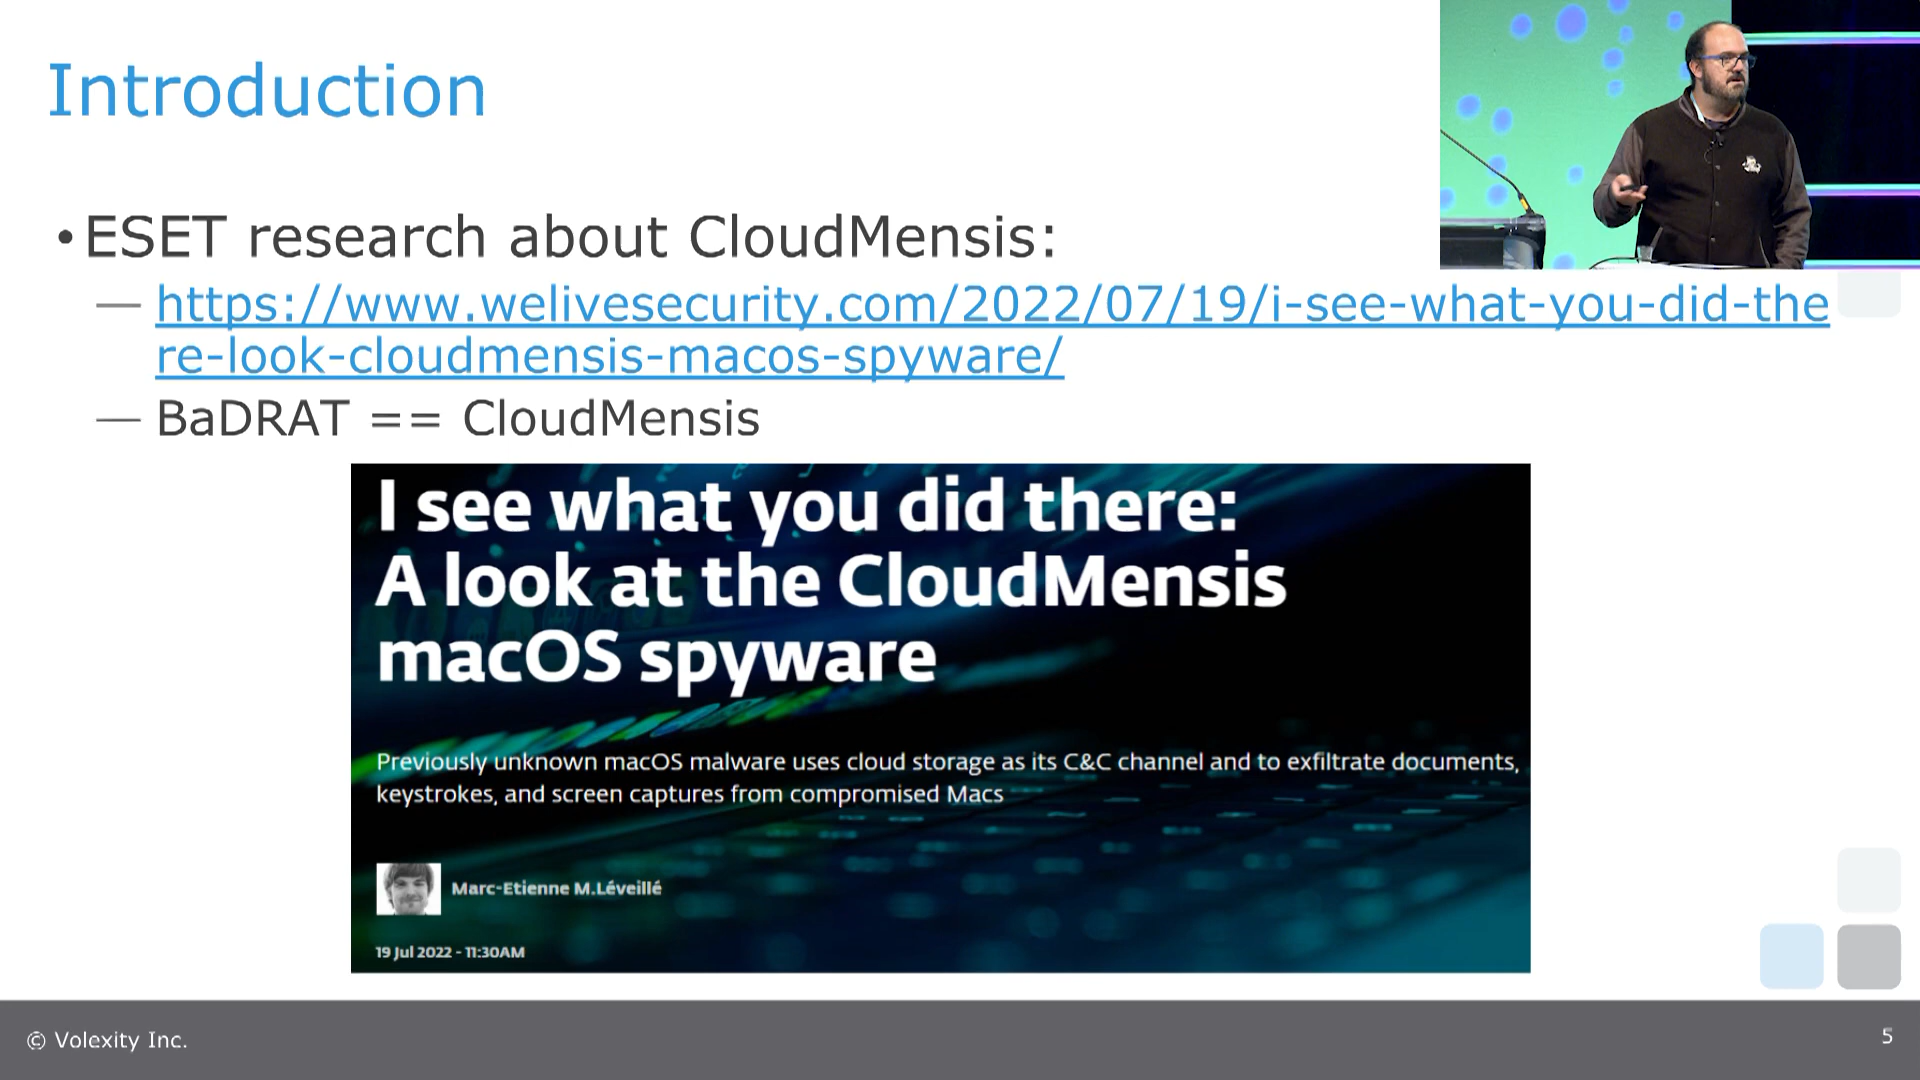 Introduction
•ESET research about CloudMensis:
— https://www.welivesecurity.com/2022/07/19/i-see-what-you-did-the
re-look-cloudmensis-macos-spyware/
— BaDRAT == CloudMensis
I see what you did there:
A look at the CloudMensis
macOS spyware
Previously unknown macOS malware uses cloud storage as its C&C channel and to exfiltrate documents,
keystrokes, and screen captures from compromised Macs
Marc-Etienne M.Léveillé
19 Jul 2022 - 11:30AM
© Volexity Inc.
5